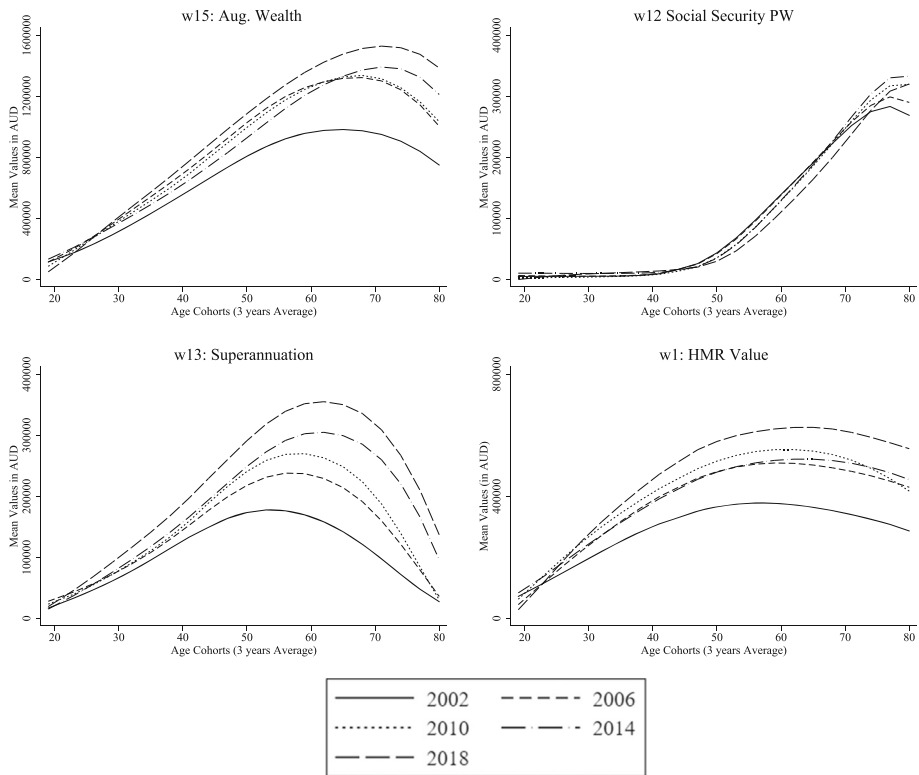 w15: Aug. Wealth
Mean Values in AUD
1600000
1200000
800000
400000
0
20 30 40 50 60 70 80
Age Cohorts (3 years Average)
w12 Social Security PW
Mean Values in AUD
400000
300000
200000
100000
0
20 30 40 50 60 70 80
Age Cohorts (3 years Average)
w13: Superannuation
Mean Values in AUD
400000
300000
200000
100000
0
20 30 40 50 60 70 80
Age Cohorts (3 years Average)
w1: HMR Value
Mean Values (in AUD)
800000
400000
0
20 30 40 50 60 70 80
Age Cohorts (3 years Average)
2002 2006
2010 2014
2018